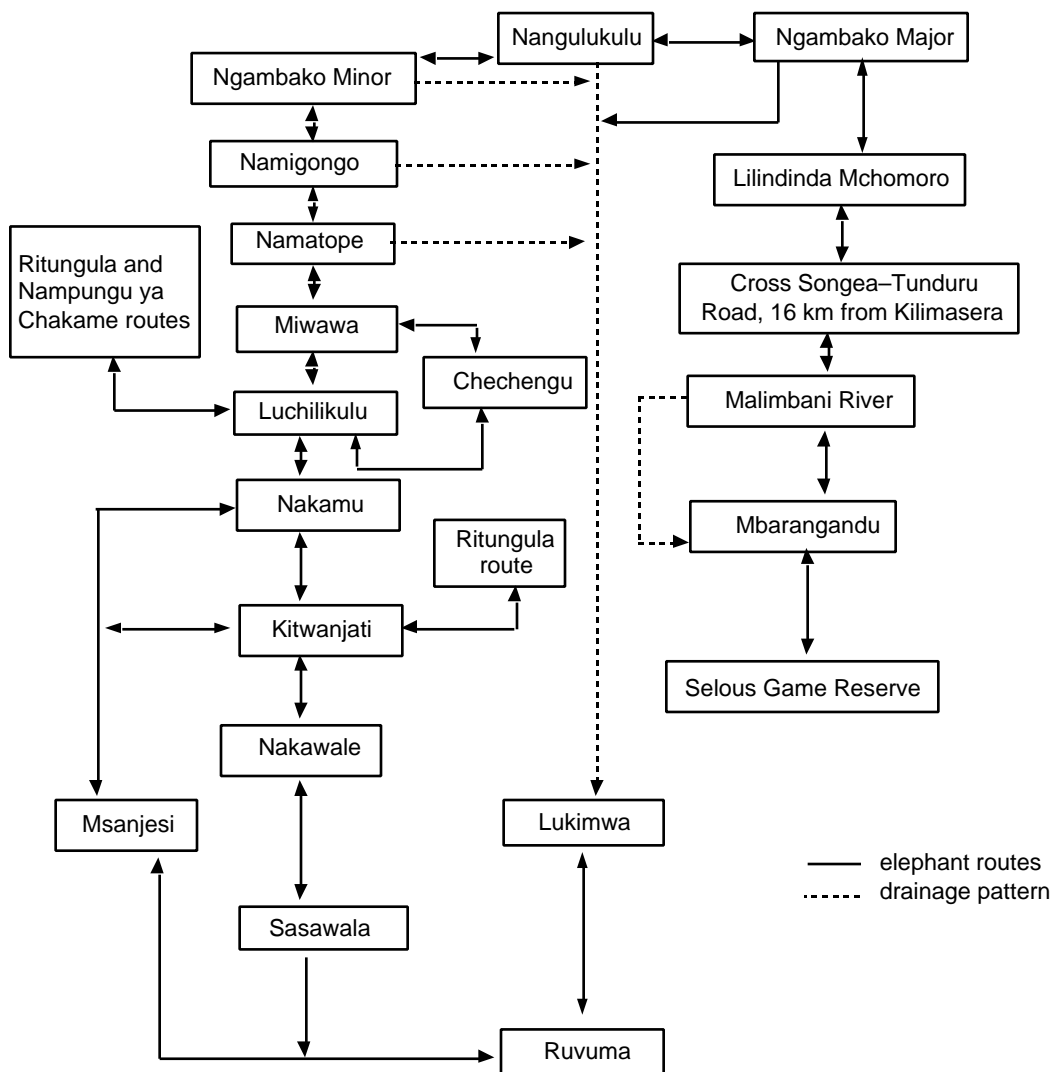 Nangulukulu
Ngambako Major
Ngambako Minor
Namigongo
Lilindinda Mchomoro
Namatope
Ritungula and
Nampungu ya
Chakame routes
Cross Songea–Tunduru
Road, 16 km from Kilimasera
Miwawa
Chechengu
Malimbani River
Luchilikulu
Nakamu
Mbarangandu
Ritungula
route
Kitwanjati
Selous Game Reserve
Nakawale
Msanjesi
Lukimwa
elephant routes
drainage pattern
Sasawala
Ruvuma